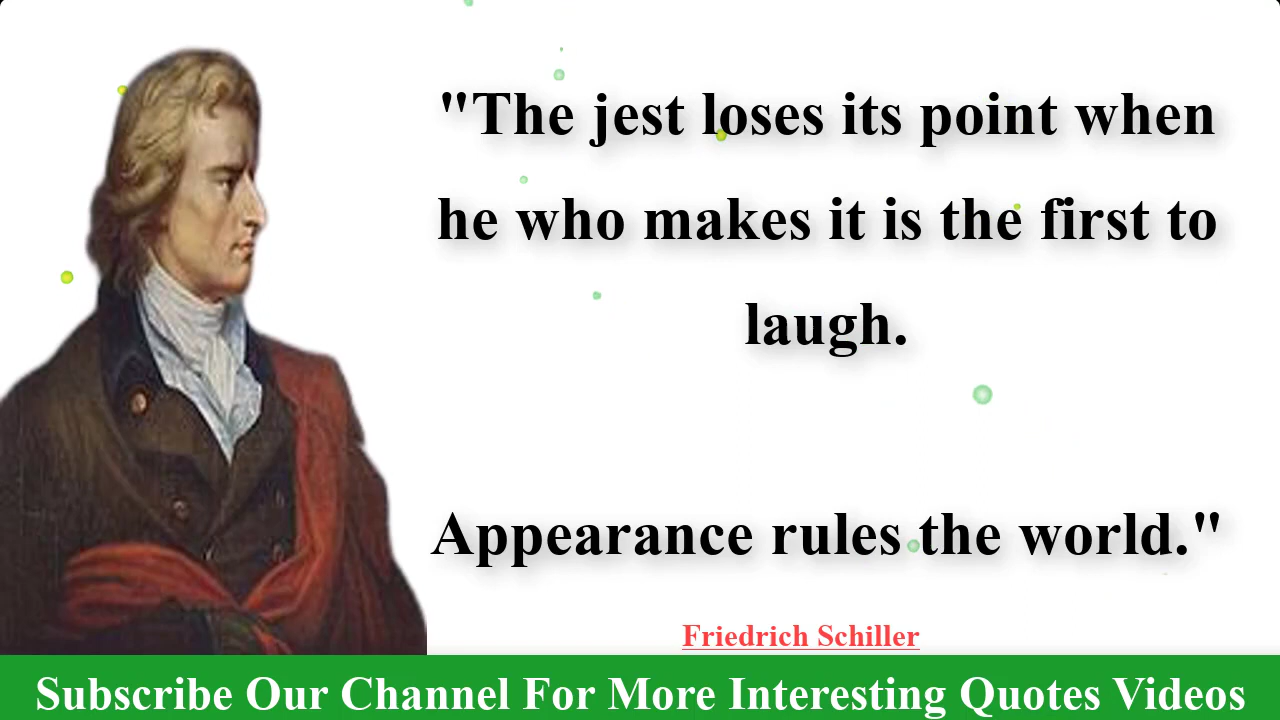 "The jest loses its point when
he who makes it is the first to
laugh.
Appearance rules the world."
Friedrich Schiller
Subscribe Our Channel For More Interesting Quotes Videos